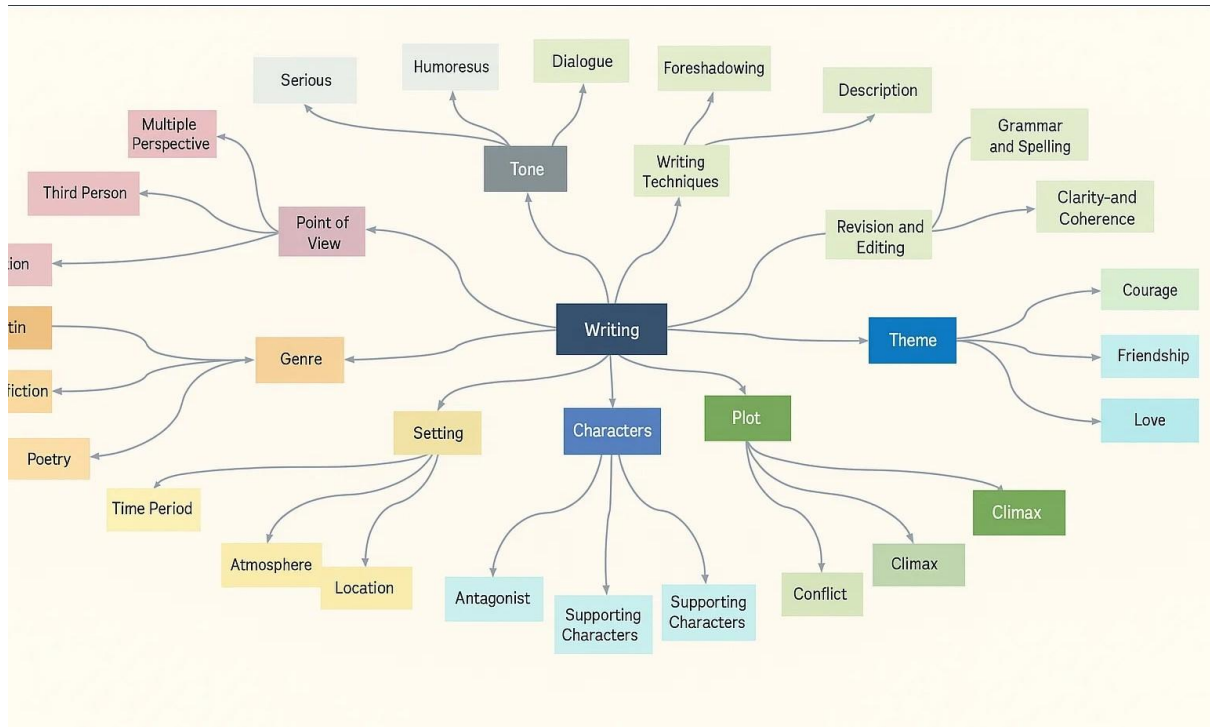 Serious
Humoresus
Dialogue
Foreshadowing
Description
Multiple
Perspective
Tone
Writing
Techniques
Grammar
and Spelling
Third Person
Point of
View
Revision and
Editing
Clarity-and
Coherence
tion
Writing
Theme
Courage
Friendship
Love
tin
Genre
fiction
Poetry
Setting
Characters
Plot
Time Period
Atmosphere
Location
Antagonist
Supporting
Characters
Supporting
Characters
Conflict
Climax
Climax